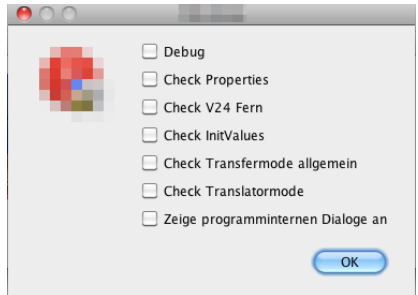 Debug
Check Properties
Check V24 Fern
Check InitValues
Check Transfermode allgemein
Check Translatormode
Zeige programminternen Dialoge an
OK